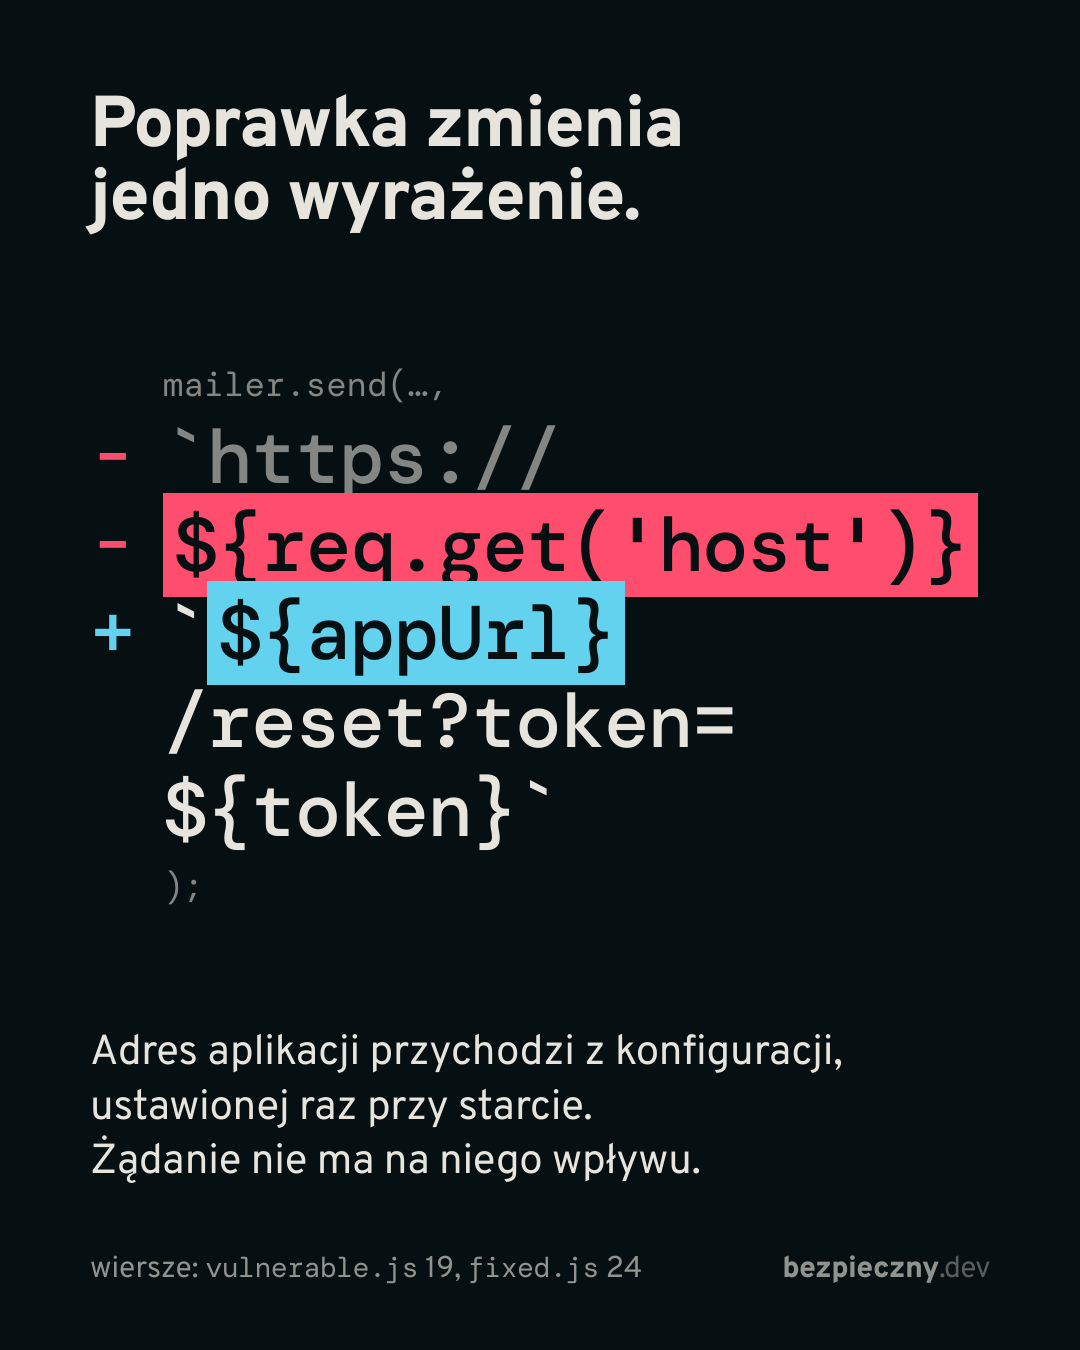 Poprawka zmienia
jedno wyrażenie.
mailer.send(…,
- `https://
- ${req.get('host')}
+ `${appUrl}
/reset?token=
${token}`
);
Adres aplikacji przychodzi z konfiguracji,
ustawionej raz przy starcie.
Żądanie nie ma na niego wpływu.
wiersze: vulnerable.js 19, fixed.js 24
bezpieczny.dev